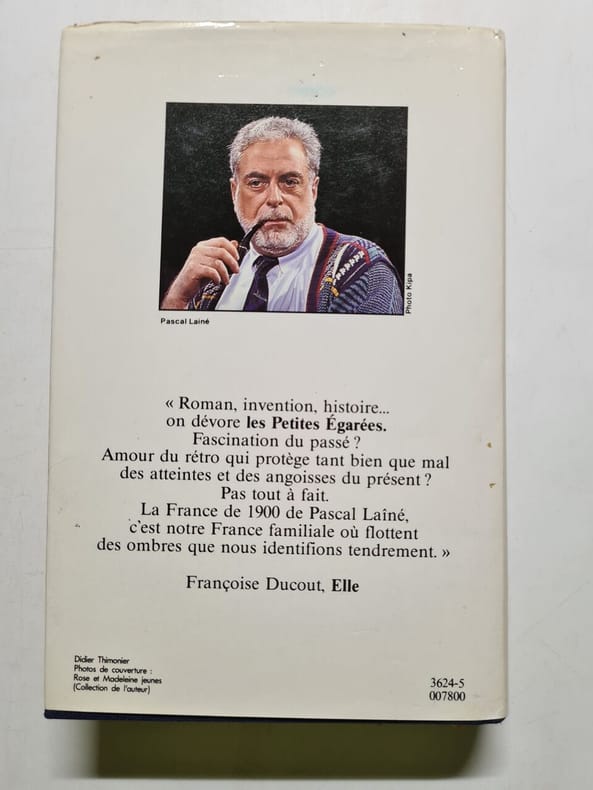 Photo Kipa
Pascal Lainé
« Roman, invention, histoire...
on dévore les Petites Égarées.
Fascination du passé ?
Amour du rétro qui protège tant bien que mal
des atteintes et des angoisses du présent ?
Pas tout à fait.
La France de 1900 de Pascal Laîné,
c'est notre France familiale où flottent
des ombres que nous identifions tendrement. »
Françoise Ducout, Elle
Didier Thimonier
Photos de couverture :
Rose et Madeleine jeunes
(Collection de l'auteur)
3624-5
007800